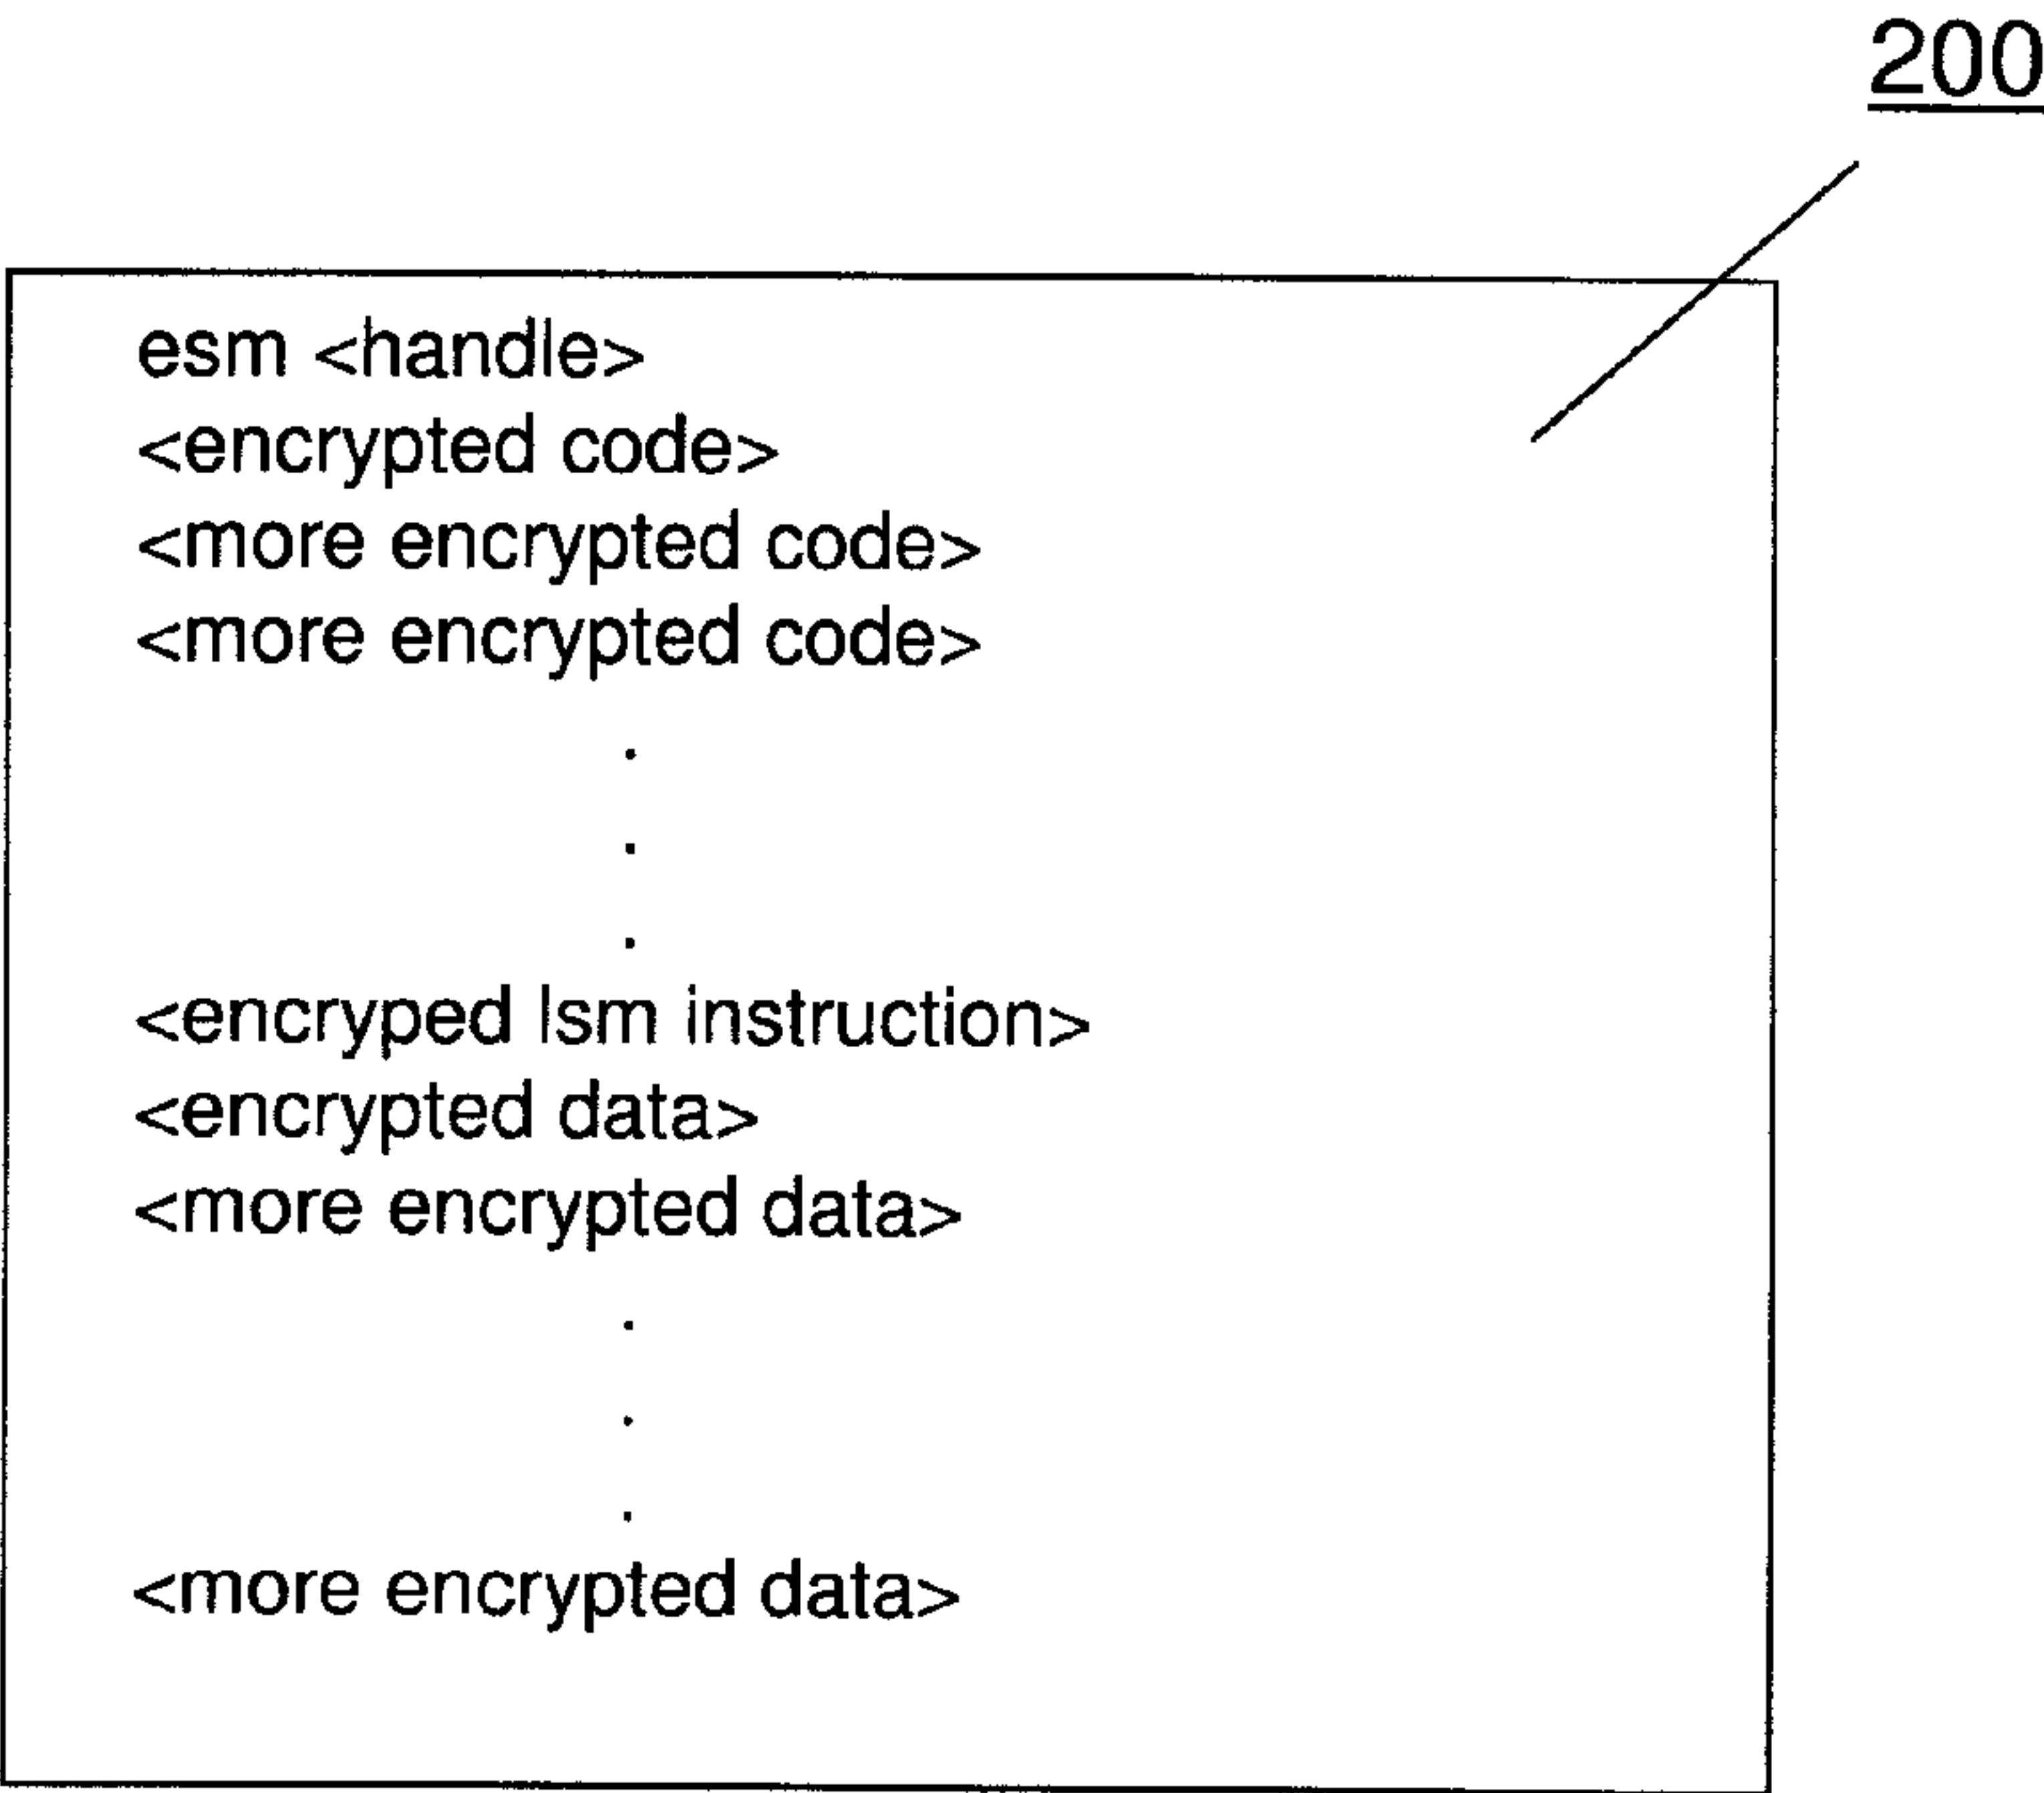 200
esm <handle>
<encrypted code>
<more encrypted code>
<more encrypted code>
.
.
.
<encryped lsm instruction>
<encrypted data>
<more encrypted data>
.
.
.
<more encrypted data>